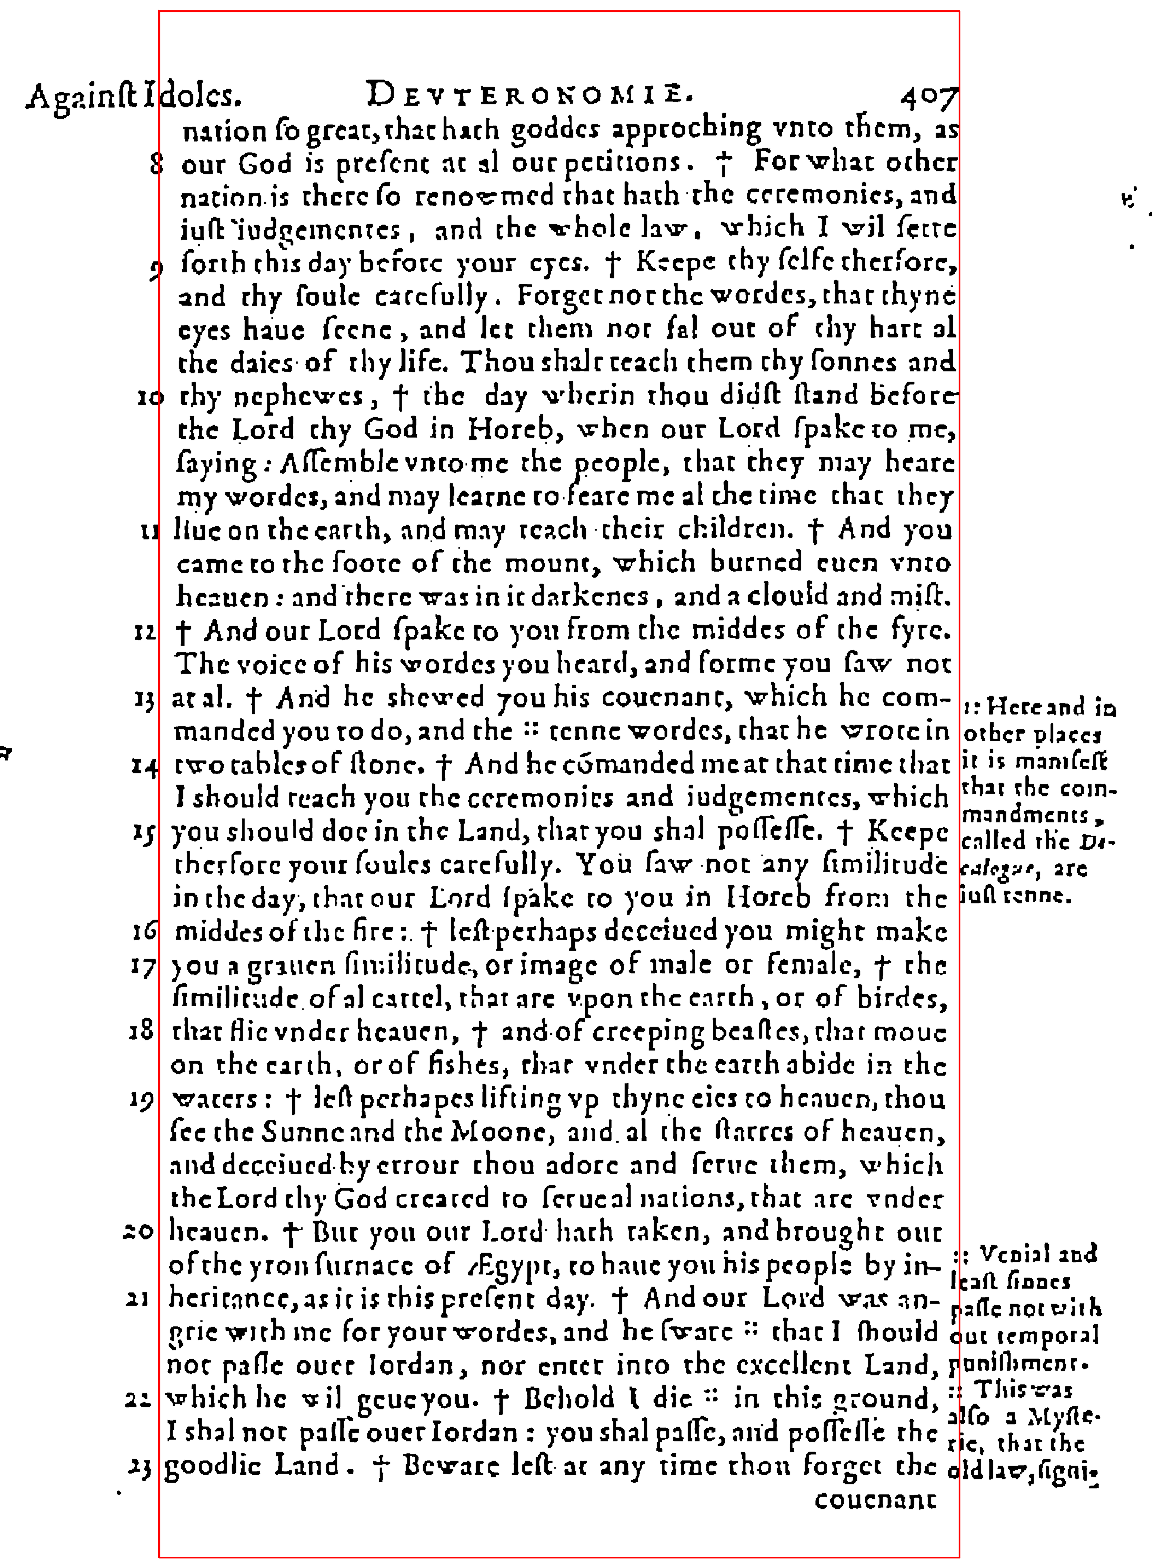 Againſt Idoles. DEVTERONOMIE. 407
nation ſo great, that hath goddes approching vnto them, as
8 our God is preſent at al our petitions. † For what other
nation is there ſo renowmed that hath the ceremonies, and
iuſt iudgementes, and the whole law, which I wil ſette
9 forth this day before your eyes. † Keepe thy ſelfe therfore,
and thy ſoule carefully. Forget not the wordes, that thyne
eyes haue ſeene, and let them not fal out of thy hart al
the daies of thy life. Thou shalt teach them thy ſonnes and
10 thy nephewes, † the day wherin thou didſt ſtand before
the Lord thy God in Horeb, when our Lord ſpake to me,
ſaying: Aſſemble vnto me the people, that they may heare
my wordes, and may learne to feare me al the time that they
11 liue on the earth, and may teach their children. † And you
came to the foote of the mount, which burned euen vnto
heauen: and there was in it darkenes, and a clould and miſt.
12 † And our Lord ſpake to you from the middes of the fyre.
The voice of his wordes you heard, and forme you ſaw not
13 at al. † And he shewed you his couenant, which he com-
manded you to do, and the :: tenne wordes, that he wrote in
14 two tables of ſtone. † And he cōmanded me at that time that
I should teach you the ceremonies and iudgementes, which
15 you should doe in the Land, that you shal poſſeſſe. † Keepe
therfore your ſoules carefully. You ſaw not any ſimilitude
in the day, that our Lord ſpake to you in Horeb from the
16 middes of the fire: † leſt perhaps deceiued you might make
17 you a grauen ſimilitude, or image of male or female, † the
ſimilitude of al cattel, that are vpon the earth, or of birdes,
18 that flie vnder heauen, † and of creeping beaſtes, that moue
on the earth, or of fishes, that vnder the earth abide in the
19 waters: † leſt perhapes lifting vp thyne eies to heauen, thou
ſee the Sunne and the Moone, and al the ſtarres of heauen,
and deceiued by errour thou adore and ſerue them, which
the Lord thy God created to ſerue al nations, that are vnder
20 heauen. † But you our Lord hath taken, and brought out
of the yron furnace of Ægypt, to haue you his people by in-
21 heritance, as it is this preſent day. † And our Lord was an-
grie with me for your wordes, and he ſware :: that I ſhould
not paſſe ouer Iordan, nor enter into the excellent Land,
22 which he wil geue you. † Behold I die :: in this ground,
I shal not paſſe ouer Iordan: you shal paſſe, and poſſeſſe the
23 goodlie Land. † Beware leſt at any time thou forget the
couenant
:: Here and in
other places
it is manifeſt
that the com-
mandments,
called the De-
calogue, are
iuſt tenne.
:: Venial and
leaſt ſinnes
paſſe not with
out temporal
puniſhment.
:: This was
alſo a Myſte-
rie, that the
old law, ſigni-